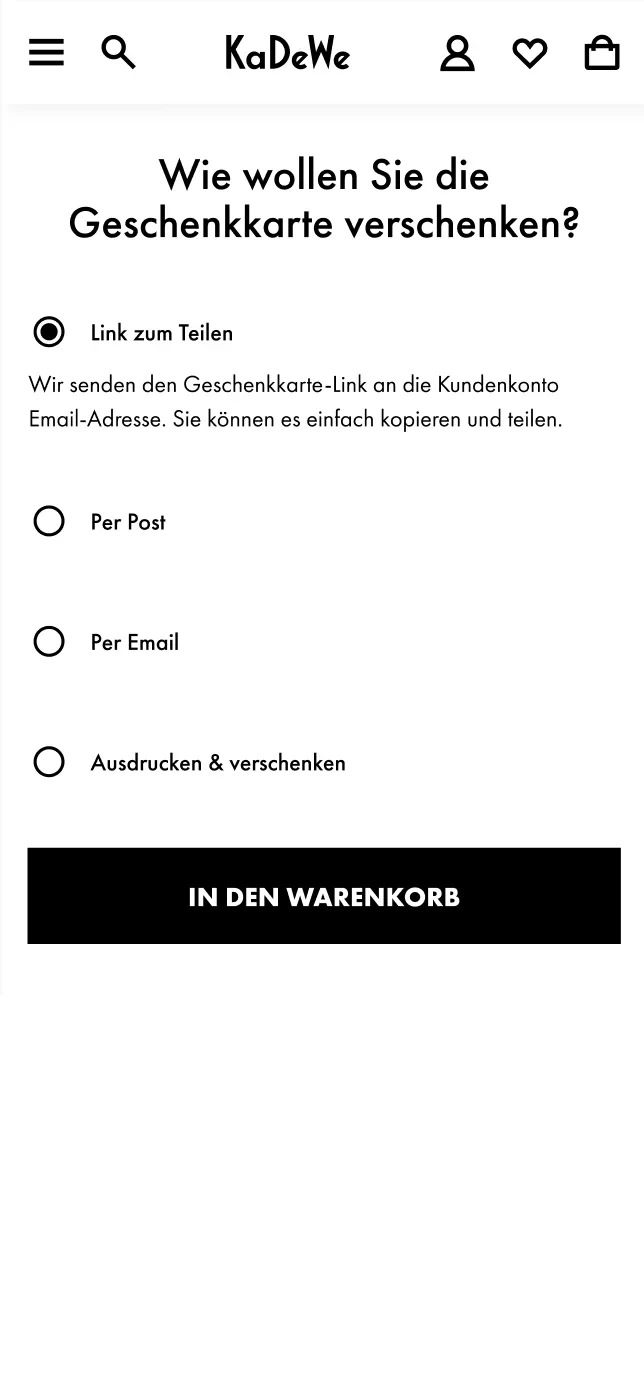 KaDeWe
Wie wollen Sie die
Geschenkkarte verschenken?
Link zum Teilen
Wir senden den Geschenkkarte-Link an die Kundenkonto
Email-Adresse. Sie können es einfach kopieren und teilen.
Per Post
Per Email
Ausdrucken & verschenken
IN DEN WARENKORB